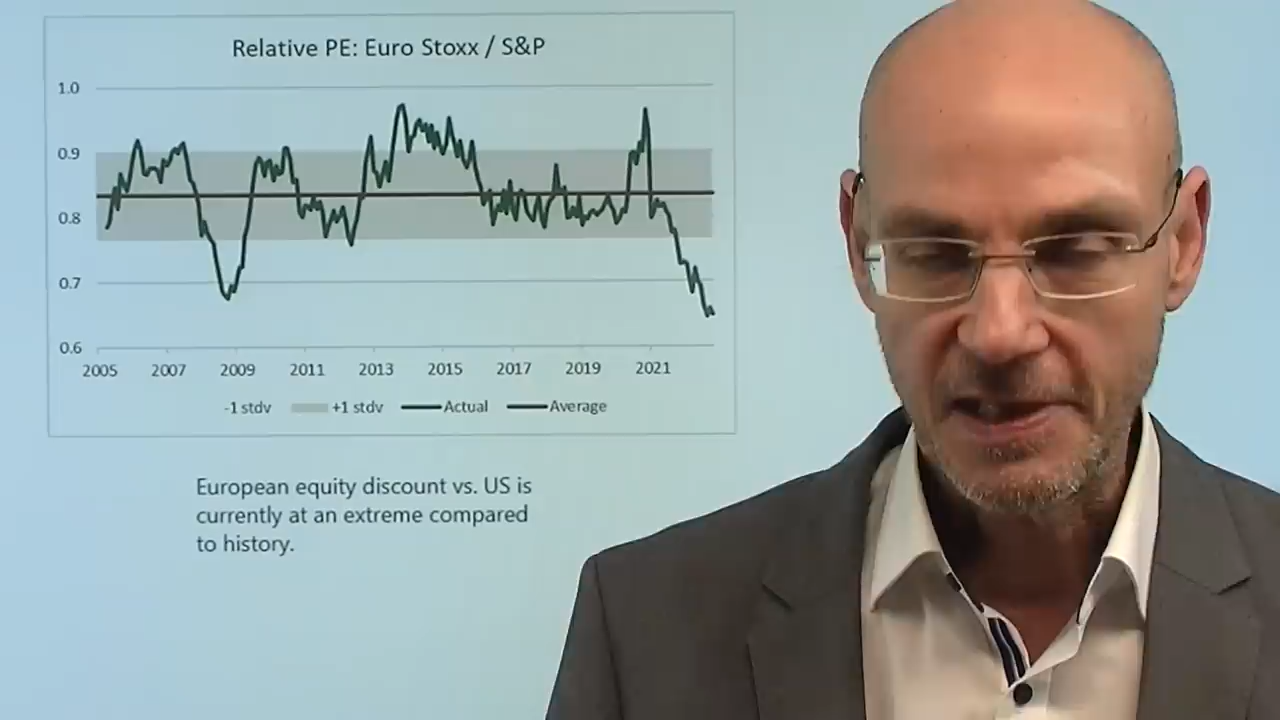 Relative PE: Euro Stoxx / S&P
1.0
0.9
0.8
0.7
0.6
2005 2007 2009 2011 2013 2015 2017 2019 2021
-1 stdv +1 stdv Actual Average
European equity discount vs. US is
currently at an extreme compared
to history.